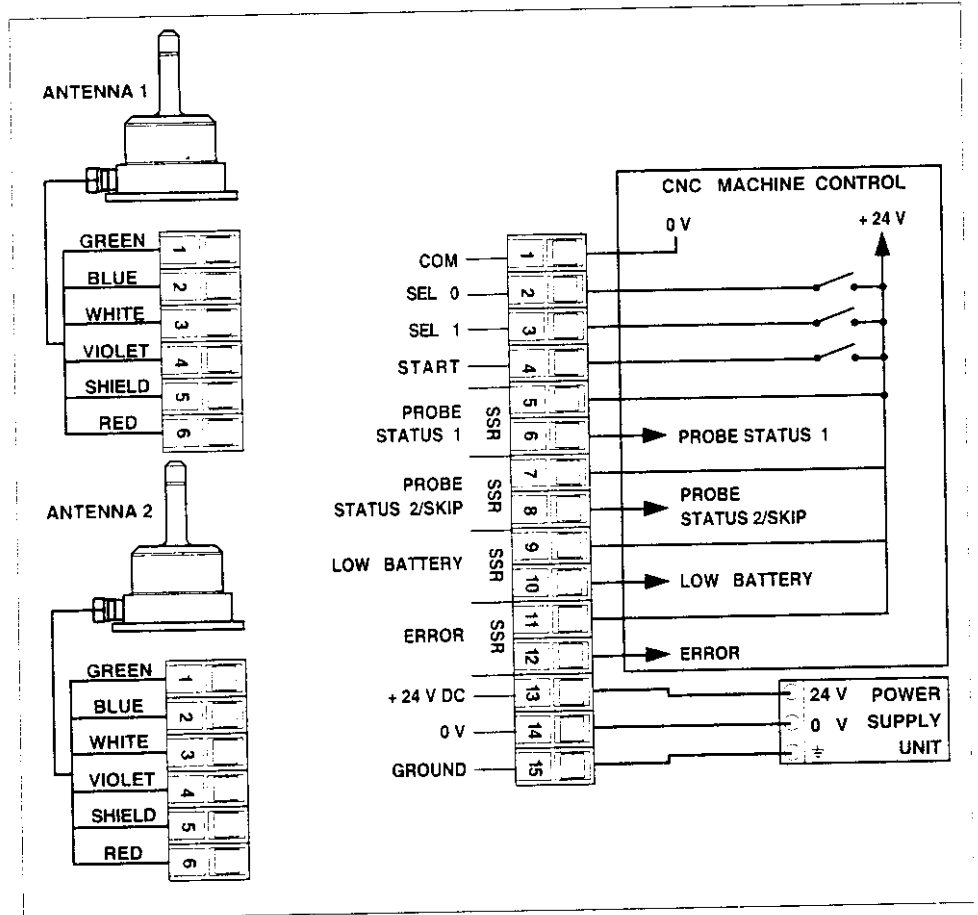 ANTENNA 1
GREEN 1
BLUE 2
WHITE 3
VIOLET 4
SHIELD 5
RED 6
ANTENNA 2
GREEN 1
BLUE 2
WHITE 3
VIOLET 4
SHIELD 5
RED 6
COM 1
SEL 0 2
SEL 1 3
START 4
PROBE
STATUS 1
SSR
5
6
PROBE
STATUS 2/SKIP
SSR
7
8
LOW BATTERY
SSR
9
10
ERROR
SSR
11
12
+ 24 V DC 13
0 V 14
GROUND 15
CNC MACHINE CONTROL
0 V
+ 24 V
PROBE STATUS 1
PROBE
STATUS 2/SKIP
LOW BATTERY
ERROR
24 V POWER
0 V SUPPLY
UNIT